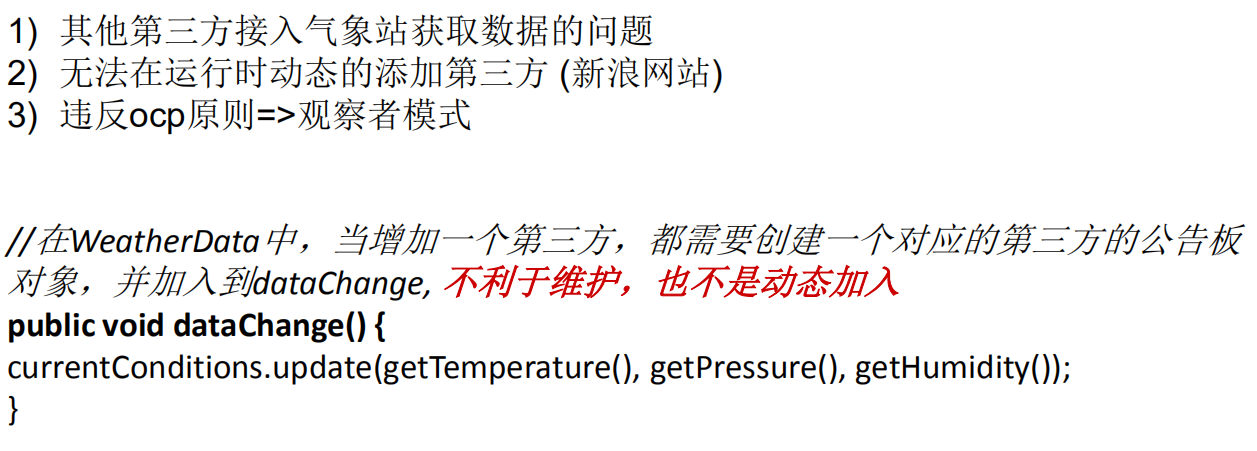 1) 其他第三方接入气象站获取数据的问题
2) 无法在运行时动态的添加第三方 (新浪网站)
3) 违反ocp原则=>观察者模式
//在WeatherData中，当增加一个第三方，都需要创建一个对应的第三方的公告板
对象，并加入到dataChange, 不利于维护，也不是动态加入
public void dataChange() {
currentConditions.update(getTemperature(), getPressure(), getHumidity());
}